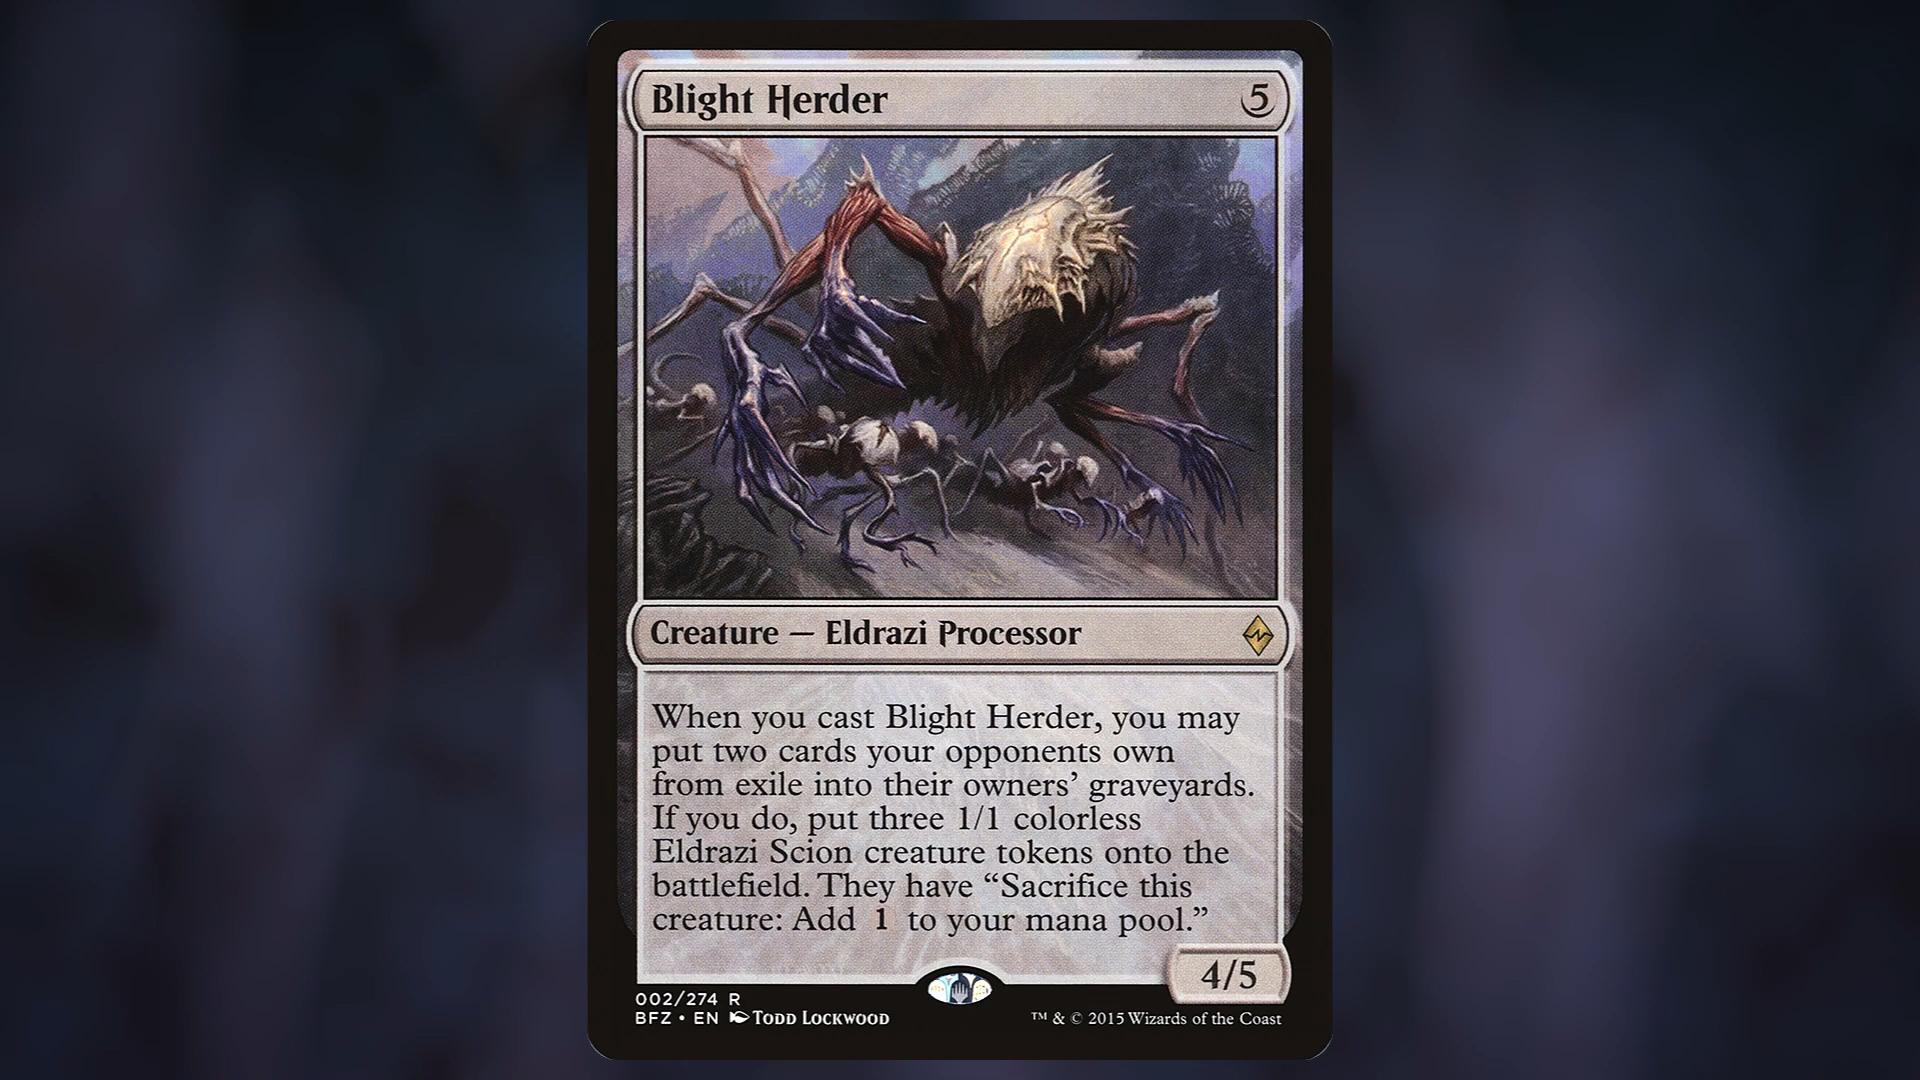 Blight Herder 5
Creature — Eldrazi Processor
When you cast Blight Herder, you may
put two cards your opponents own
from exile into their owners’ graveyards.
If you do, put three 1/1 colorless
Eldrazi Scion creature tokens onto the
battlefield. They have “Sacrifice this
creature: Add 1 to your mana pool.”
4/5
002/274 R
BFZ • EN Todd Lockwood
™ & © 2015 Wizards of the Coast